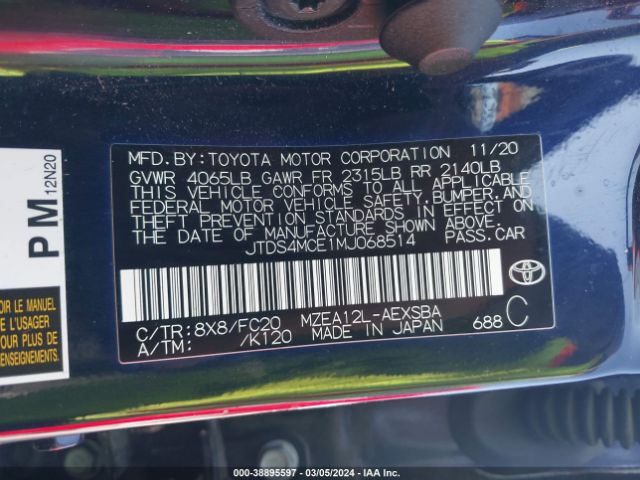 MFD. BY: TOYOTA MOTOR CORPORATION 11/20
GVWR 4065LB GAWR FR 2315LB RR 2140LB
THIS VEHICLE CONFORMS TO ALL APPLICABLE
FEDERAL MOTOR VEHICLE SAFETY, BUMPER, AND
THEFT PREVENTION STANDARDS IN EFFECT ON
THE DATE OF MANUFACTURE SHOWN ABOVE.
JTDS4MCE1MJ068514 PASS.CAR
C/TR: 8X8/FC20 MZEA12L-AEXSBA
A/TM: /K120 MADE IN JAPAN 688 C
TOYOTA
PM
12N20
DIR LE MANUEL
DE L'USAGER
POUR PLUS
000-38895597 - 03/05/2024 - IAA Inc.